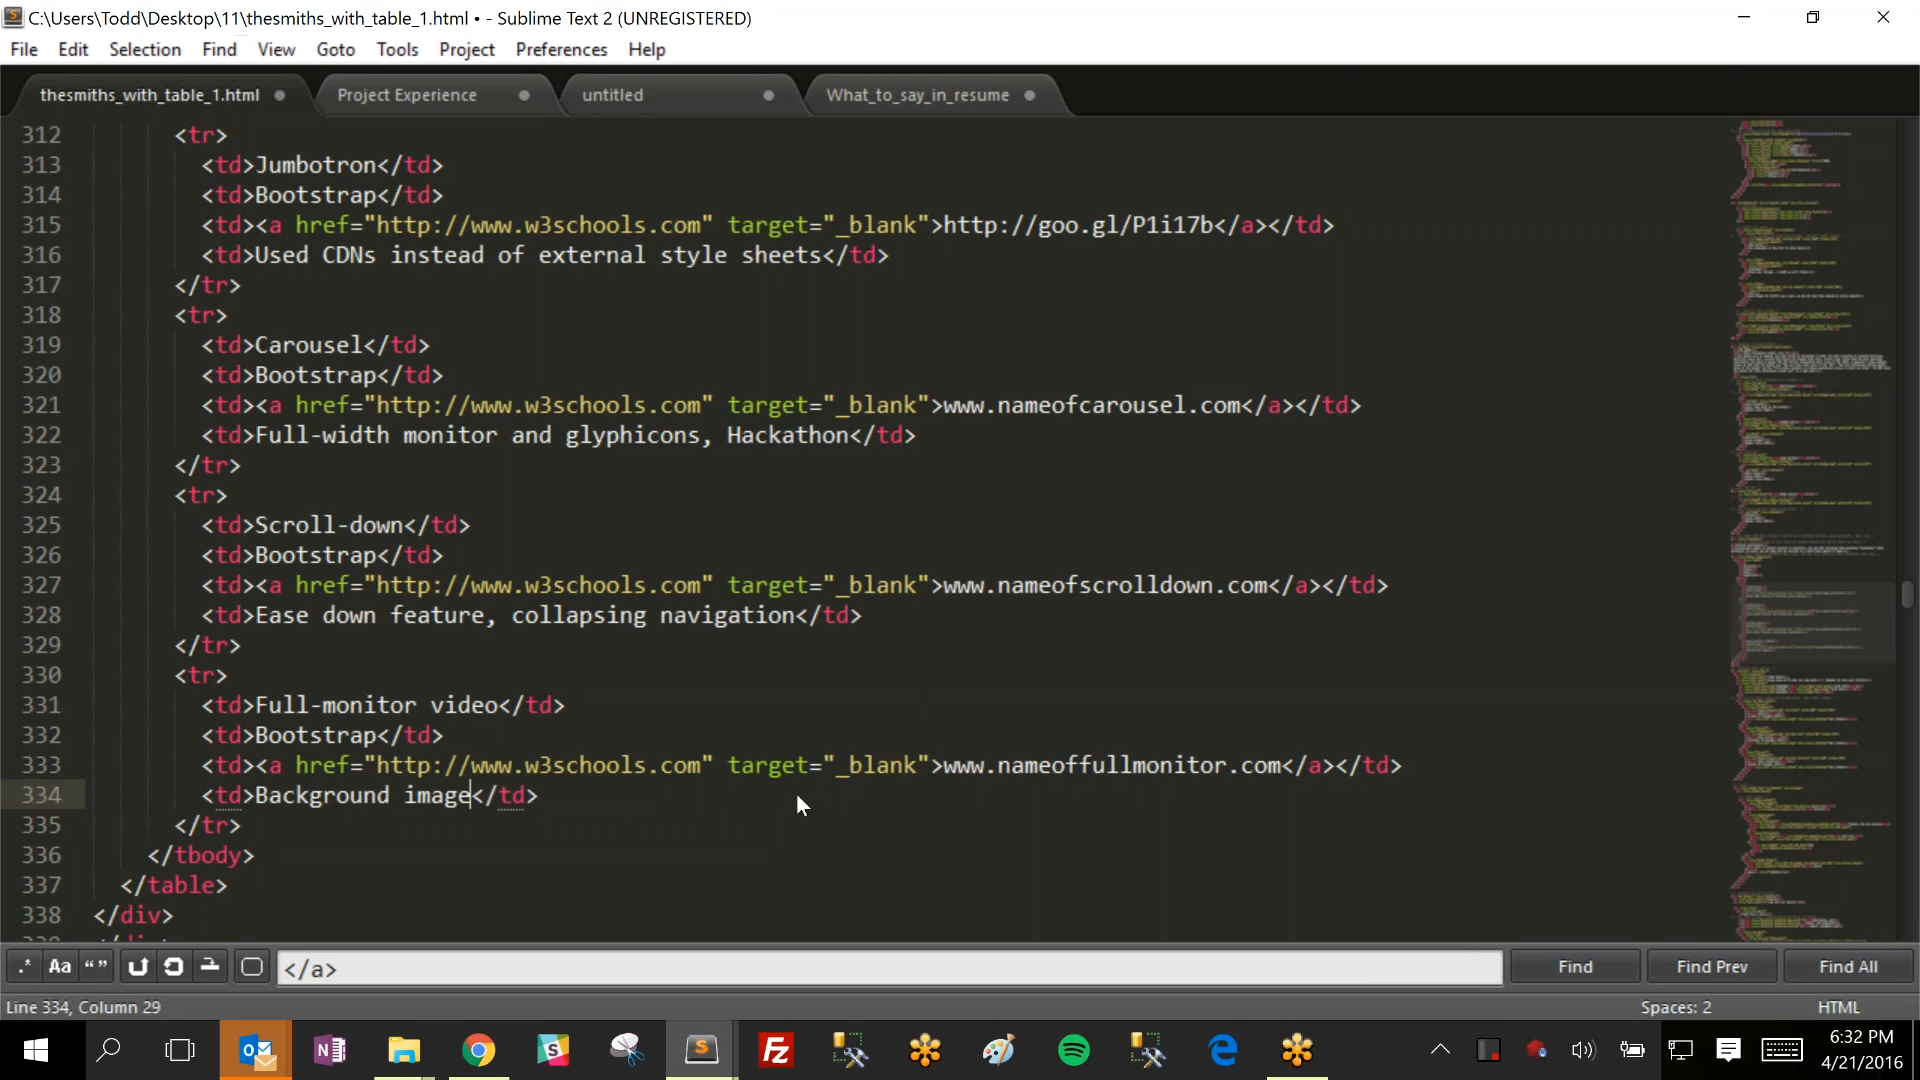 C:\Users\Todd\Desktop\11\thesmiths_with_table_1.html • - Sublime Text 2 (UNREGISTERED)
File Edit Selection Find View Goto Tools Project Preferences Help
thesmiths_with_table_1.html Project Experience untitled What_to_say_in_resume
312 <tr>
313 <td>Jumbotron</td>
314 <td>Bootstrap</td>
315 <td><a href="http://www.w3schools.com" target="_blank">http://goo.gl/P1i17b</a></td>
316 <td>Used CDNs instead of external style sheets</td>
317 </tr>
318 <tr>
319 <td>Carousel</td>
320 <td>Bootstrap</td>
321 <td><a href="http://www.w3schools.com" target="_blank">www.nameofcarousel.com</a></td>
322 <td>Full-width monitor and glyphicons, Hackathon</td>
323 </tr>
324 <tr>
325 <td>Scroll-down</td>
326 <td>Bootstrap</td>
327 <td><a href="http://www.w3schools.com" target="_blank">www.nameofscrolldown.com</a></td>
328 <td>Ease down feature, collapsing navigation</td>
329 </tr>
330 <tr>
331 <td>Full-monitor video</td>
332 <td>Bootstrap</td>
333 <td><a href="http://www.w3schools.com" target="_blank">www.nameoffullmonitor.com</a></td>
334 <td>Background image</td>
335 </tr>
336 </tbody>
337 </table>
338 </div>
.* Aa “ ” </a> Find Find Prev Find All
Line 334, Column 29 Spaces: 2 HTML
6:32 PM
4/21/2016